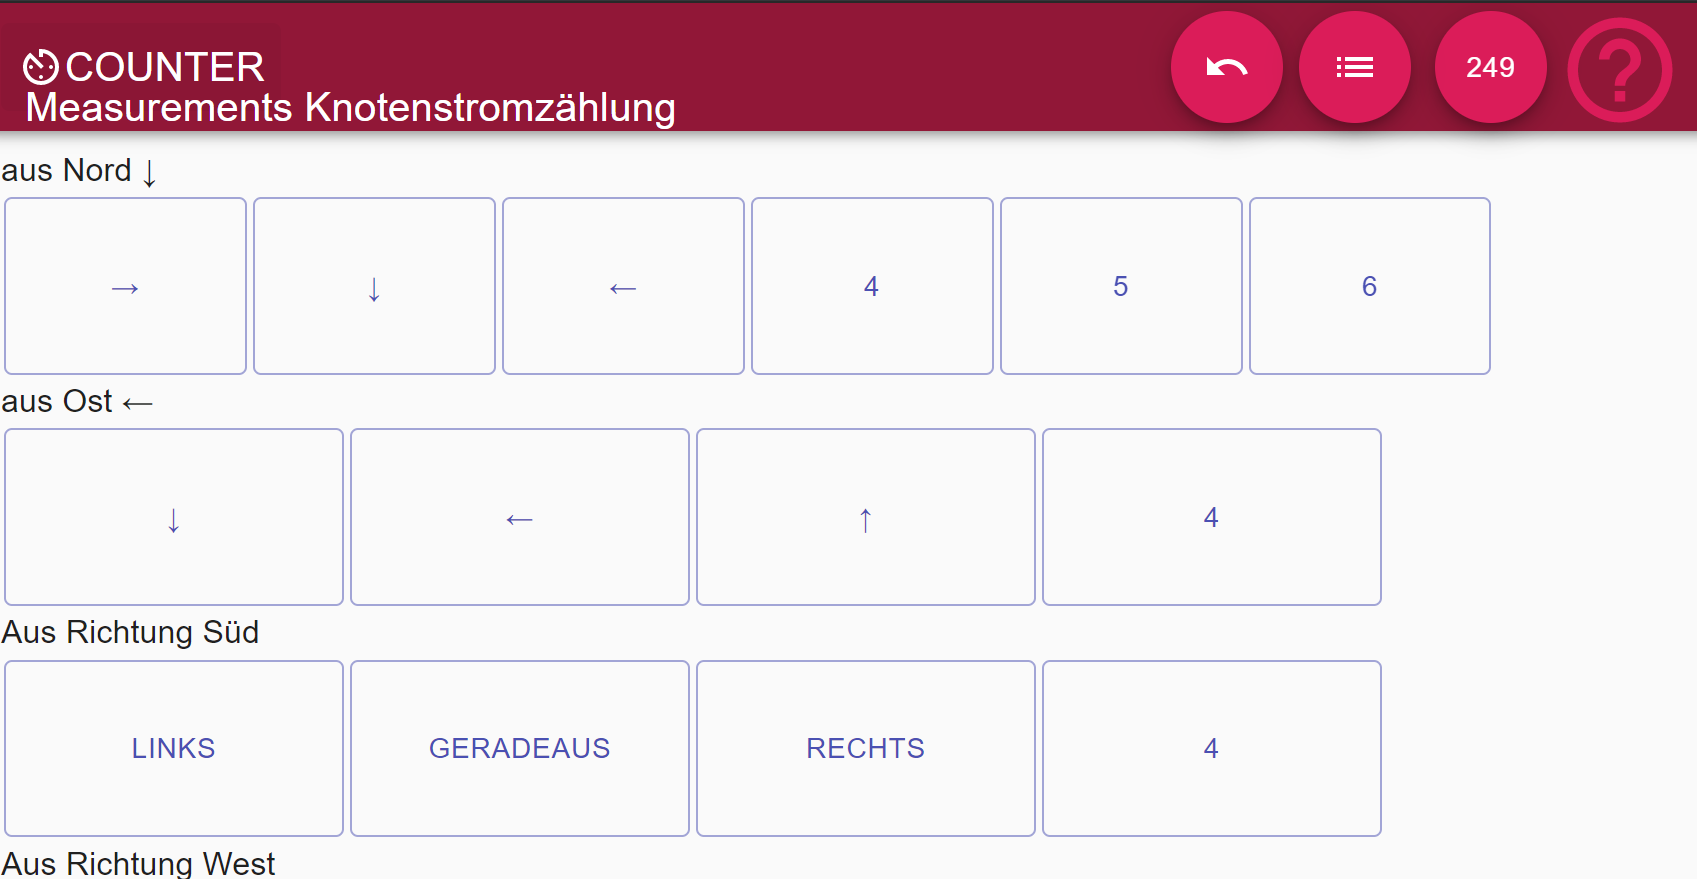 COUNTER
Measurements Knotenstromzählung
249
?
aus Nord ↓
→ ↓ ← 4 5 6
aus Ost ←
↓ ← ↑ 4
Aus Richtung Süd
LINKS GERADEAUS RECHTS 4
Aus Richtung West